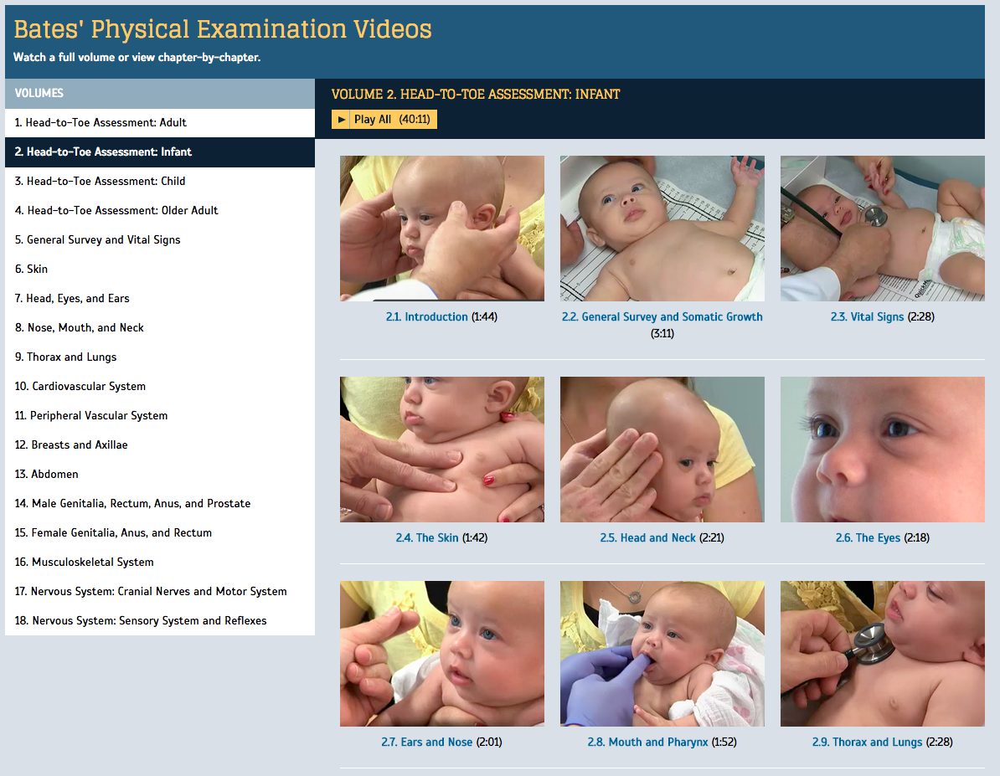 Bates' Physical Examination Videos
Watch a full volume or view chapter-by-chapter.
VOLUMES
1. Head-to-Toe Assessment: Adult
2. Head-to-Toe Assessment: Infant
3. Head-to-Toe Assessment: Child
4. Head-to-Toe Assessment: Older Adult
5. General Survey and Vital Signs
6. Skin
7. Head, Eyes, and Ears
8. Nose, Mouth, and Neck
9. Thorax and Lungs
10. Cardiovascular System
11. Peripheral Vascular System
12. Breasts and Axillae
13. Abdomen
14. Male Genitalia, Rectum, Anus, and Prostate
15. Female Genitalia, Anus, and Rectum
16. Musculoskeletal System
17. Nervous System: Cranial Nerves and Motor System
18. Nervous System: Sensory System and Reflexes
VOLUME 2. HEAD-TO-TOE ASSESSMENT: INFANT
Play All (40:11)
2.1. Introduction (1:44)
2.2. General Survey and Somatic Growth
(3:11)
2.3. Vital Signs (2:28)
2.4. The Skin (1:42)
2.5. Head and Neck (2:21)
2.6. The Eyes (2:18)
2.7. Ears and Nose (2:01)
2.8. Mouth and Pharynx (1:52)
2.9. Thorax and Lungs (2:28)